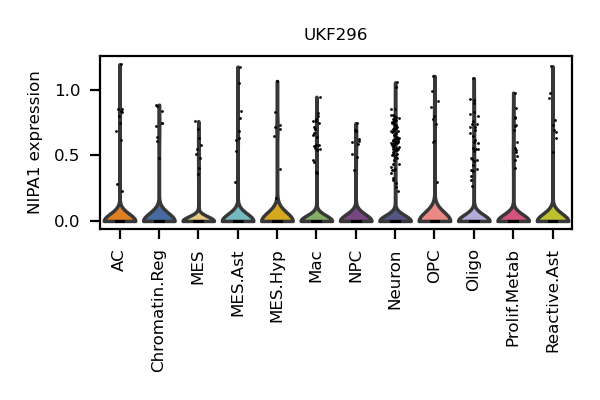 UKF296
NIPA1 expression
1.0
0.5
0.0
AC
Chromatin.Reg
MES
MES.Ast
MES.Hyp
Mac
NPC
Neuron
OPC
Oligo
Prolif.Metab
Reactive.Ast